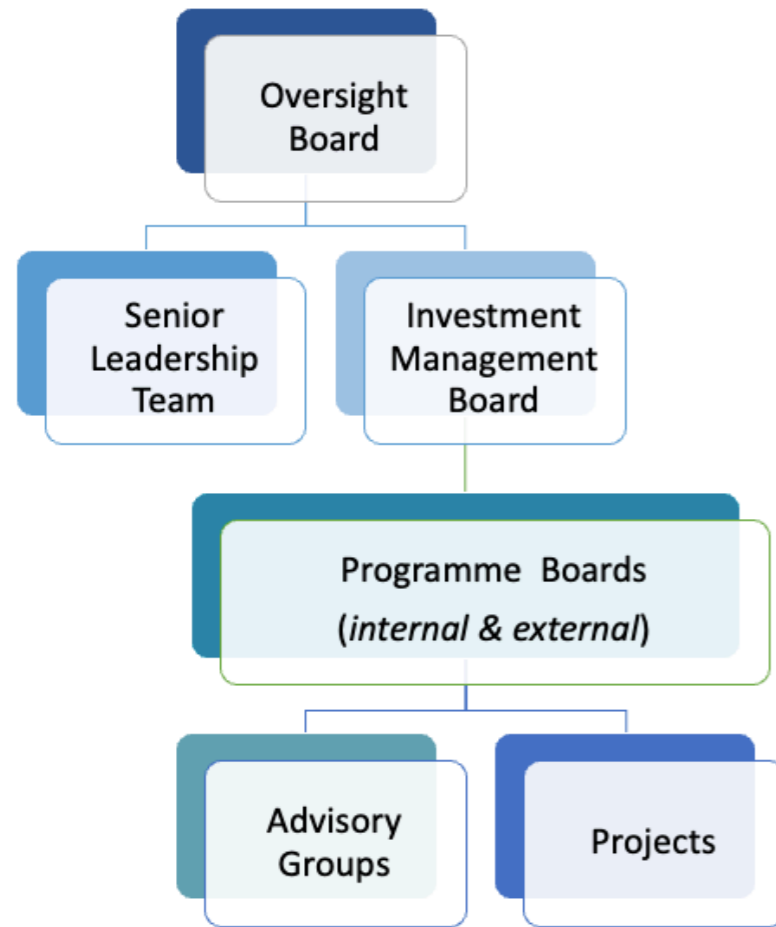 Oversight
Board
Senior
Leadership
Team
Investment
Management
Board
Programme Boards
(internal & external)
Advisory
Groups
Projects